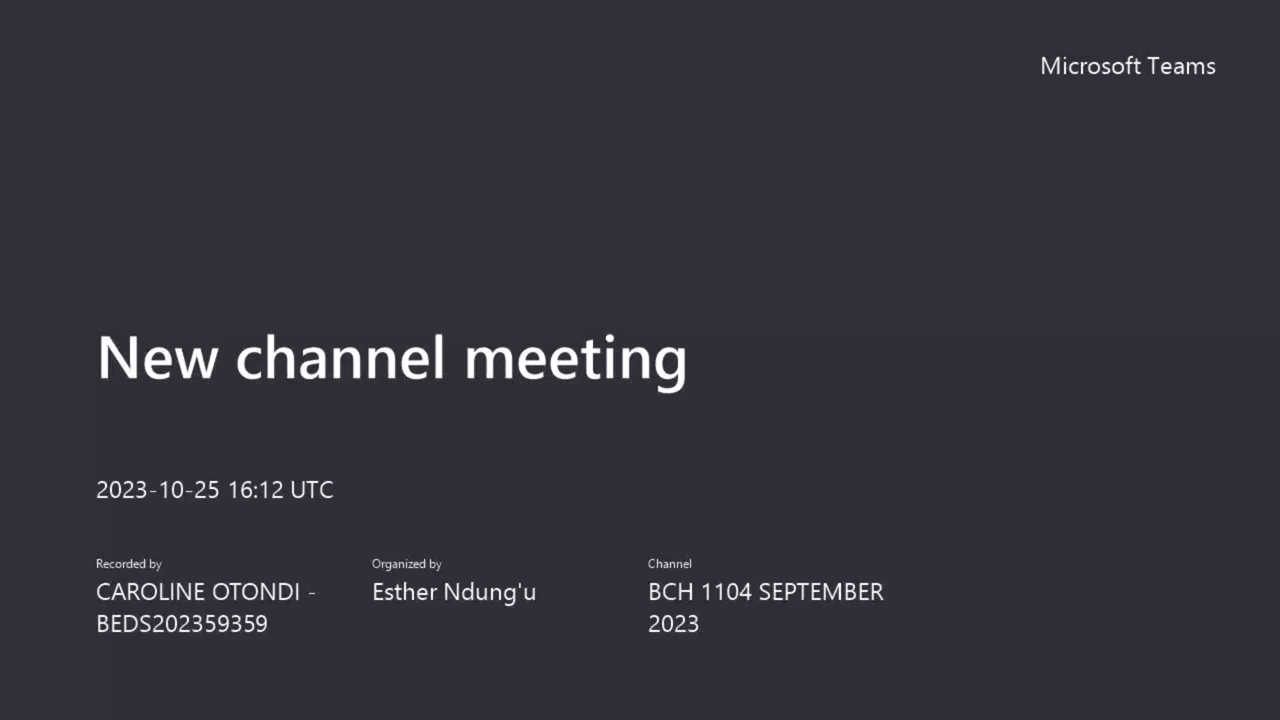 Microsoft Teams
New channel meeting
2023-10-25 16:12 UTC
Recorded by
CAROLINE OTONDI -
BEDS202359359
Organized by
Esther Ndung'u
Channel
BCH 1104 SEPTEMBER
2023